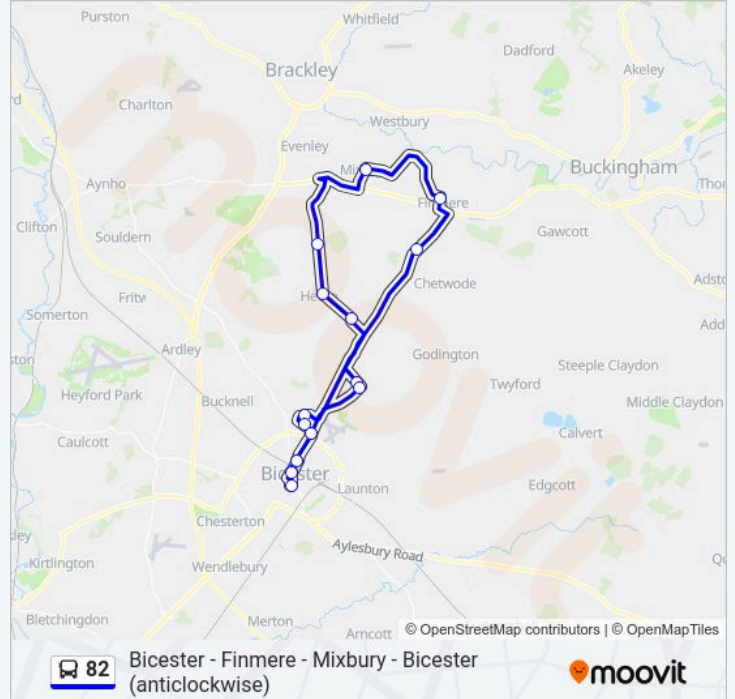 Purston
Whitfield
Dadford
Brackley
Akeley
Charlton
Westbury
Evenley
Buckingham
Aynho
Clifton
Gawcott
Souldern
Chetwode
Fritw
Somerton
Ardley
Godington
Steeple Claydon
Heyford Park
Twyford
Middle Claydon
Bucknell
Caulcott
Calvert
Bicester
Launton
Edgcott
Chesterton
Aylesbury Road
Kirtlington
Wendlebury
Bletchingdon
Merton
Arncott
© OpenStreetMap contributors | © OpenMapTiles
82
Bicester - Finmere - Mixbury - Bicester
(anticlockwise)
moovit